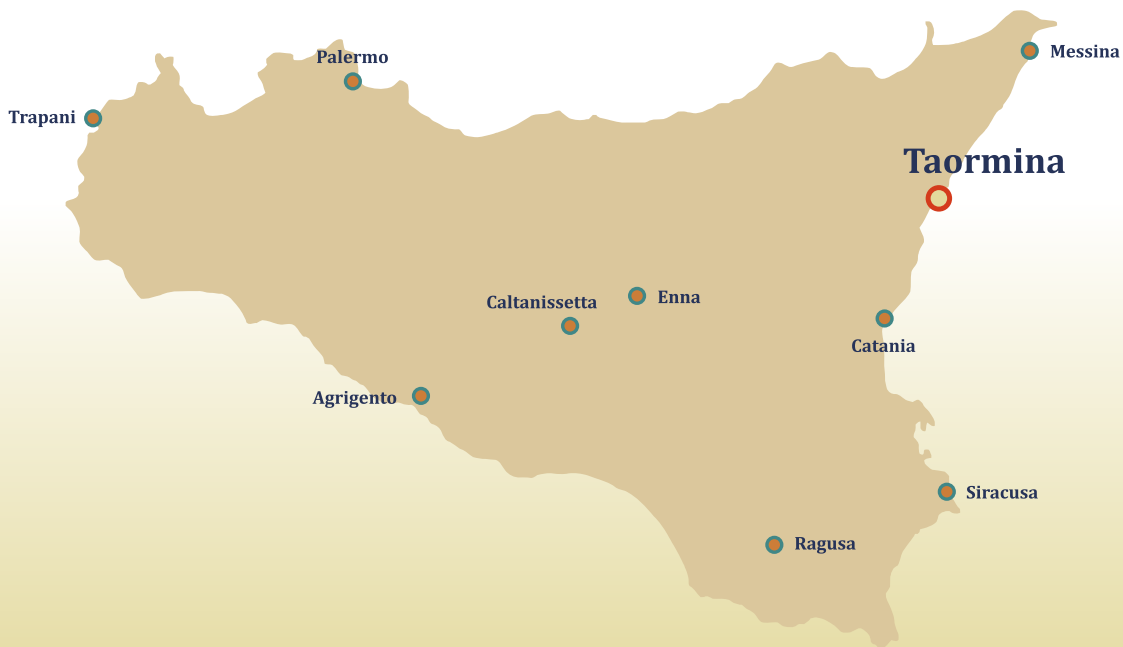 Messina
Palermo
Trapani
Taormina
Enna
Caltanissetta
Catania
Agrigento
Siracusa
Ragusa